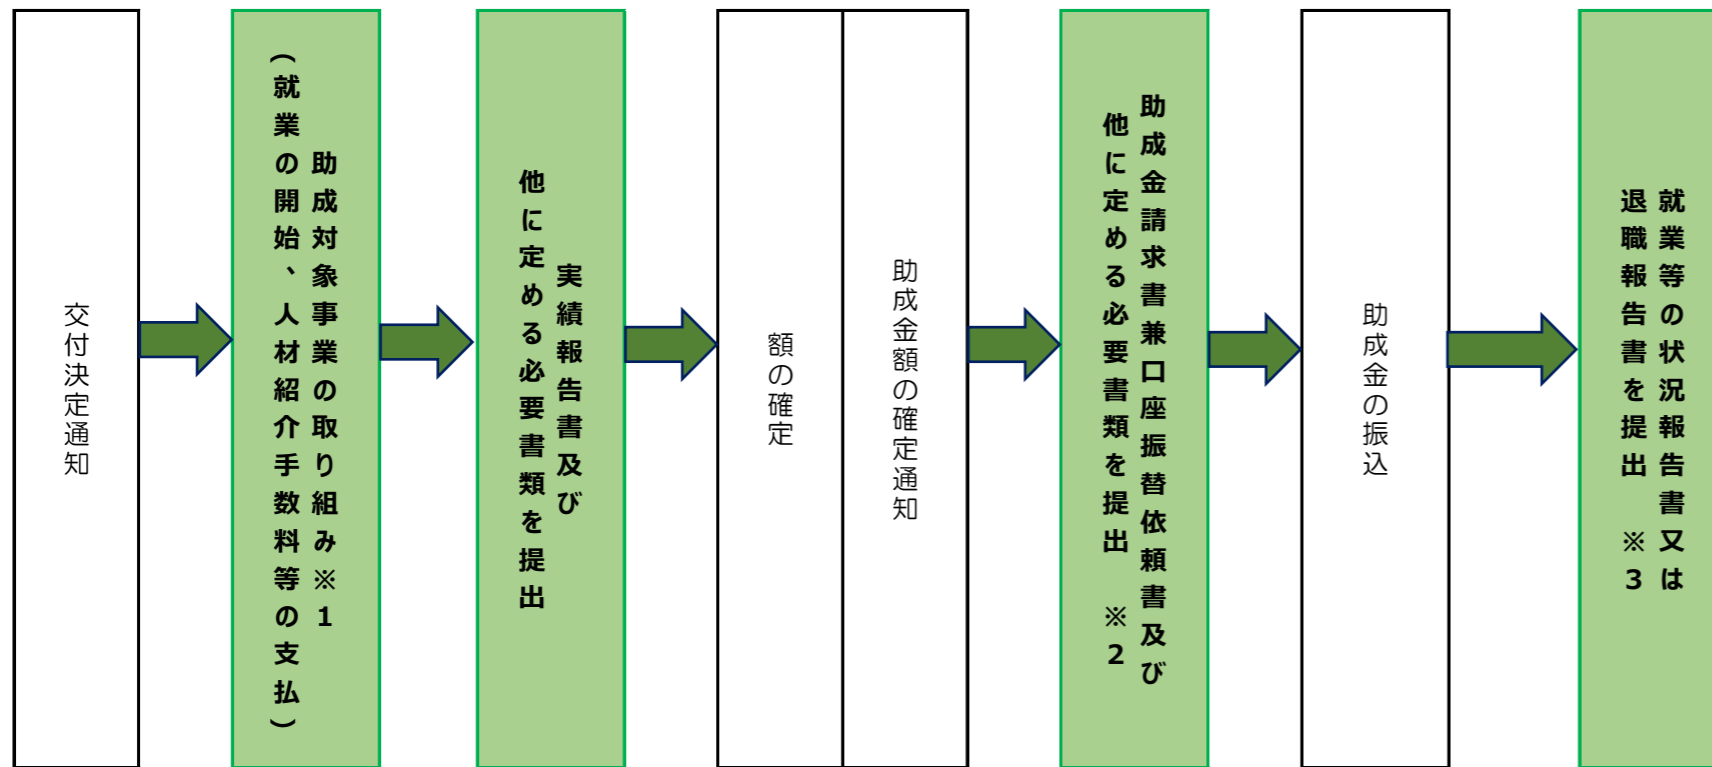 交付決定通知
助成対象事業の取り組み※1
(就業の開始、人材紹介手数料等の支払)
実績報告書及び
他に定める必要書類を提出
額の確定
助成金額の確定通知
助成金請求書兼口座振替依頼書及び
他に定める必要書類を提出 ※2
助成金の振込
就業等の状況報告書又は
退職報告書を提出 ※3